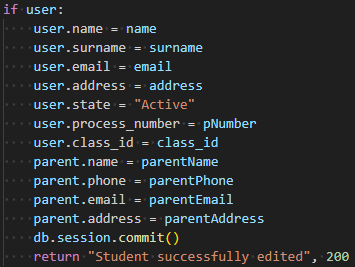 if user:
    user.name = name
    user.surname = surname
    user.email = email
    user.address = address
    user.state = "Active"
    user.process_number = pNumber
    user.class_id = class_id
    parent.name = parentName
    parent.phone = parentPhone
    parent.email = parentEmail
    parent.address = parentAddress
    db.session.commit()
    return "Student successfully edited", 200